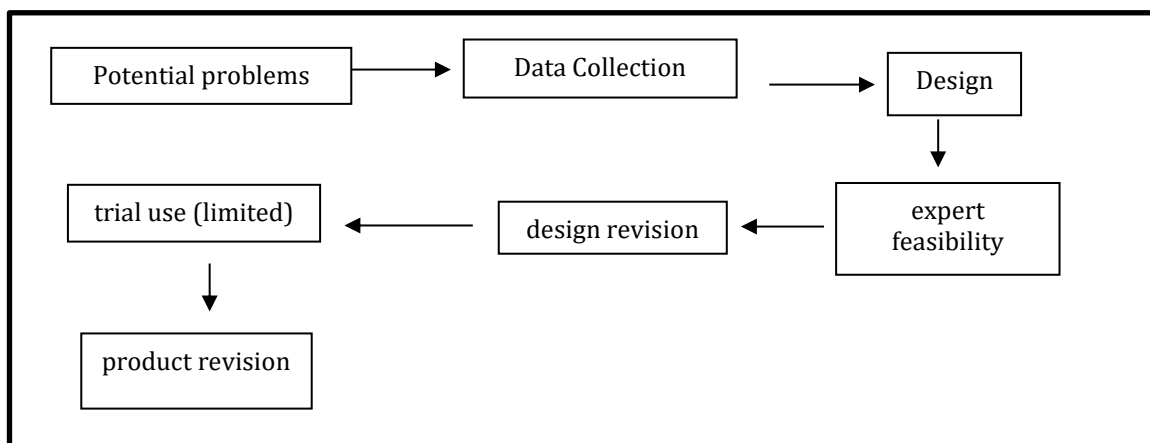 Potential problems
Data Collection
Design
expert
feasibility
design revision
trial use (limited)
product revision